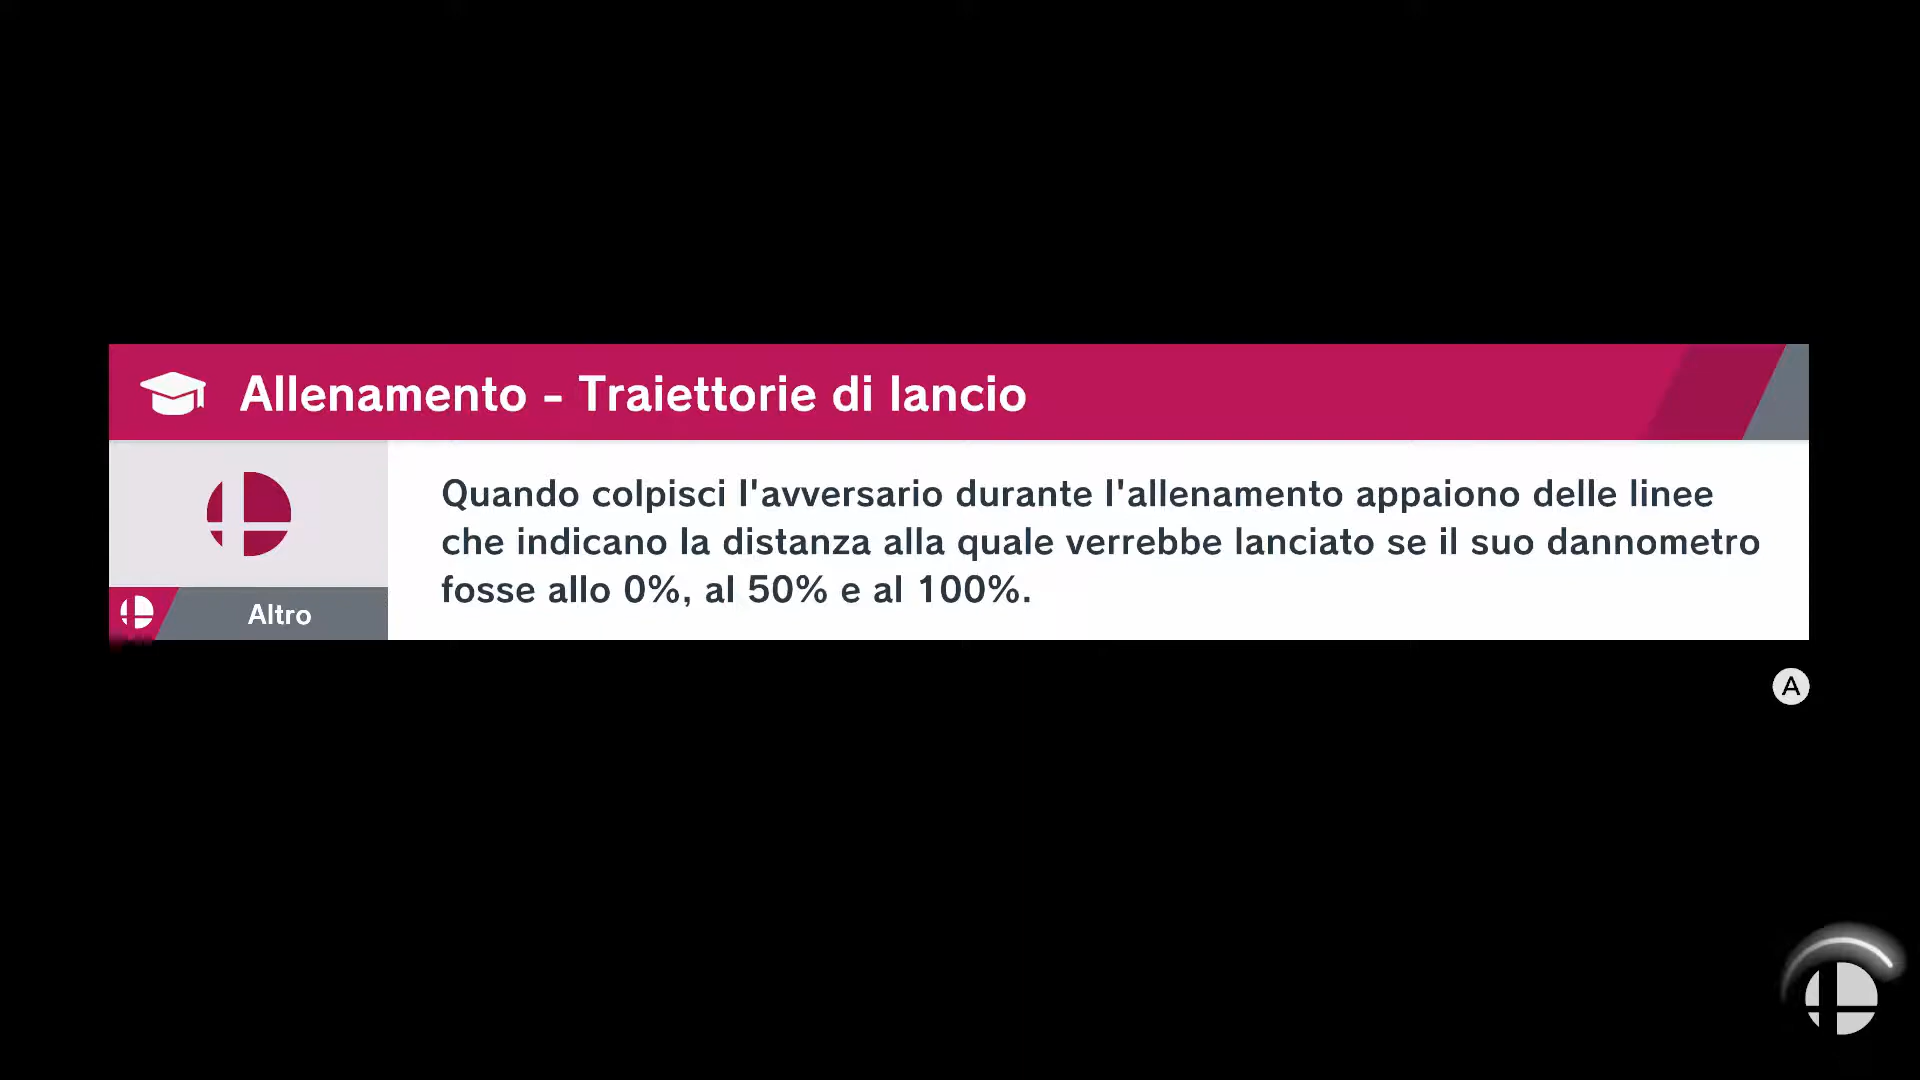 Allenamento - Traiettorie di lancio
Quando colpisci l'avversario durante l'allenamento appaiono delle linee
che indicano la distanza alla quale verrebbe lanciato se il suo dannometro
fosse allo 0%, al 50% e al 100%.
Altro
A